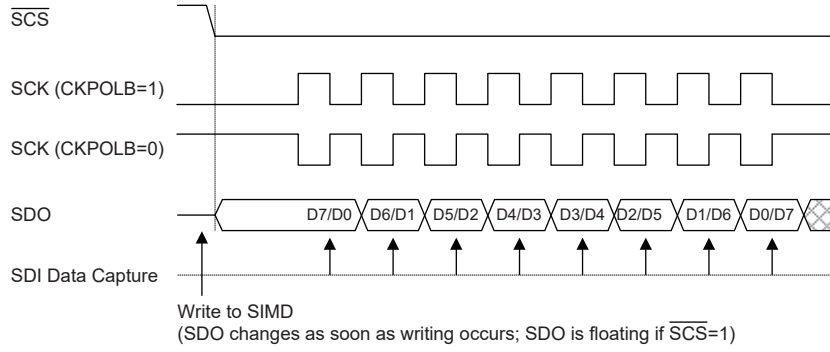 SCS
SCK (CKPOLB=1)
SCK (CKPOLB=0)
SDO D7/D0 D6/D1 D5/D2 D4/D3 D3/D4 D2/D5 D1/D6 D0/D7
SDI Data Capture
Write to SIMD
(SDO changes as soon as writing occurs; SDO is floating if SCS=1)